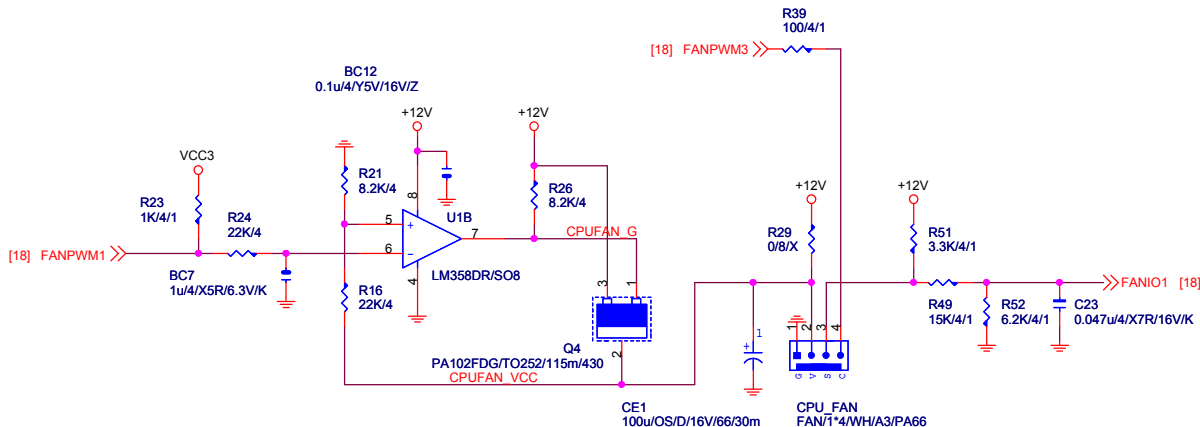 R39
100/4/1
[18] FANPWM3
BC12
0.1u/4/Y5V/16V/Z
+12V
+12V
VCC3
R21
8.2K/4
8
R26
8.2K/4
+12V
+12V
R23
1K/4/1
R24
22K/4
5
+
U1B
7
CPUFAN_G
R29
0/8/X
R51
3.3K/4/1
[18] FANPWM1
6
-
LM358DR/SO8
BC7
1u/4/X5R/6.3V/K
R16
22K/4
4
3
1
FANIO1 [18]
R49
15K/4/1
R52
6.2K/4/1
C23
0.047u/4/X7R/16V/K
1
2
3
4
+
1
Q4
PA102FDG/TO252/115m/430
2
G
V
S
C
CPUFAN_VCC
CE1
100u/OS/D/16V/66/30m
CPU_FAN
FAN/1*4/WH/A3/PA66